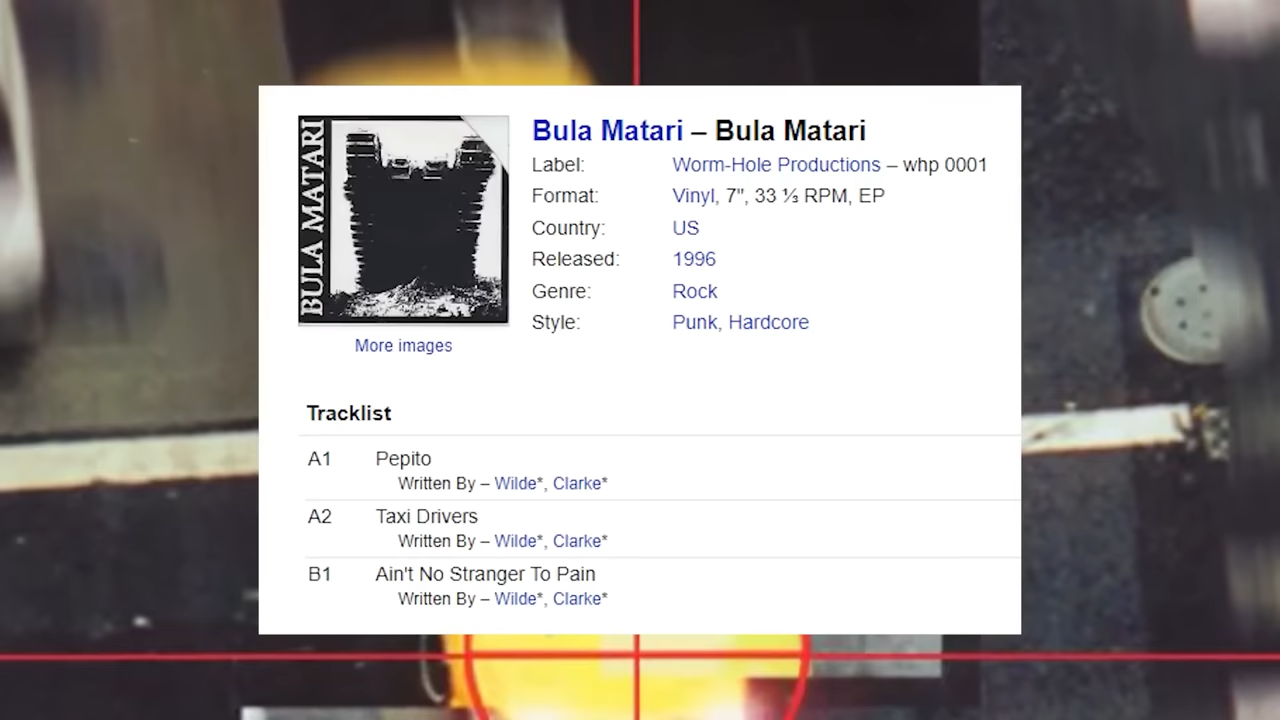 BULA MATARI
Bula Matari – Bula Matari
Label: Worm-Hole Productions – whp 0001
Format: Vinyl, 7", 33 ⅓ RPM, EP
Country: US
Released: 1996
Genre: Rock
Style: Punk, Hardcore
More images
Tracklist
A1 Pepito
Written By – Wilde*, Clarke*
A2 Taxi Drivers
Written By – Wilde*, Clarke*
B1 Ain't No Stranger To Pain
Written By – Wilde*, Clarke*